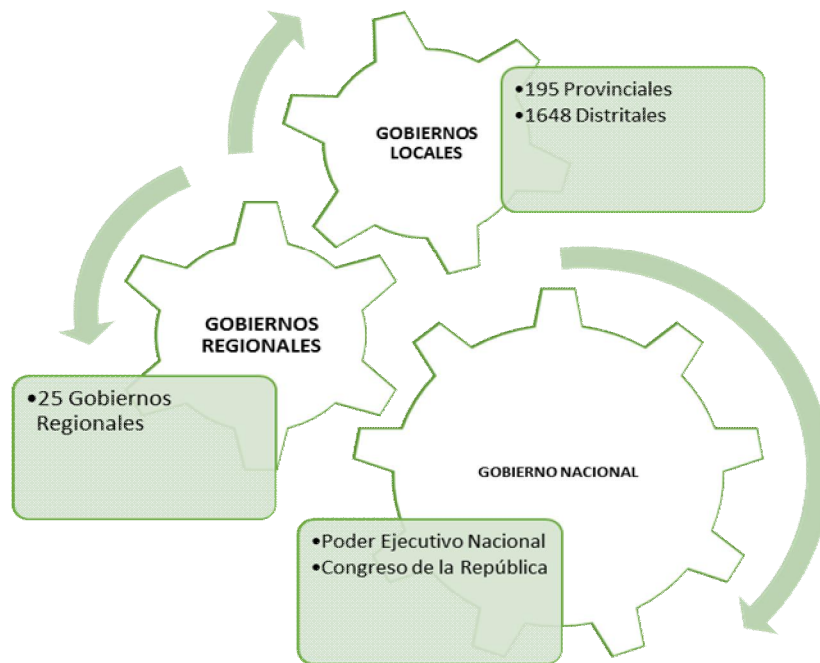 •195 Provinciales
•1648 Distritales
GOBIERNOS
LOCALES
GOBIERNOS
REGIONALES
•25 Gobiernos
Regionales
GOBIERNO NACIONAL
•Poder Ejecutivo Nacional
•Congreso de la República